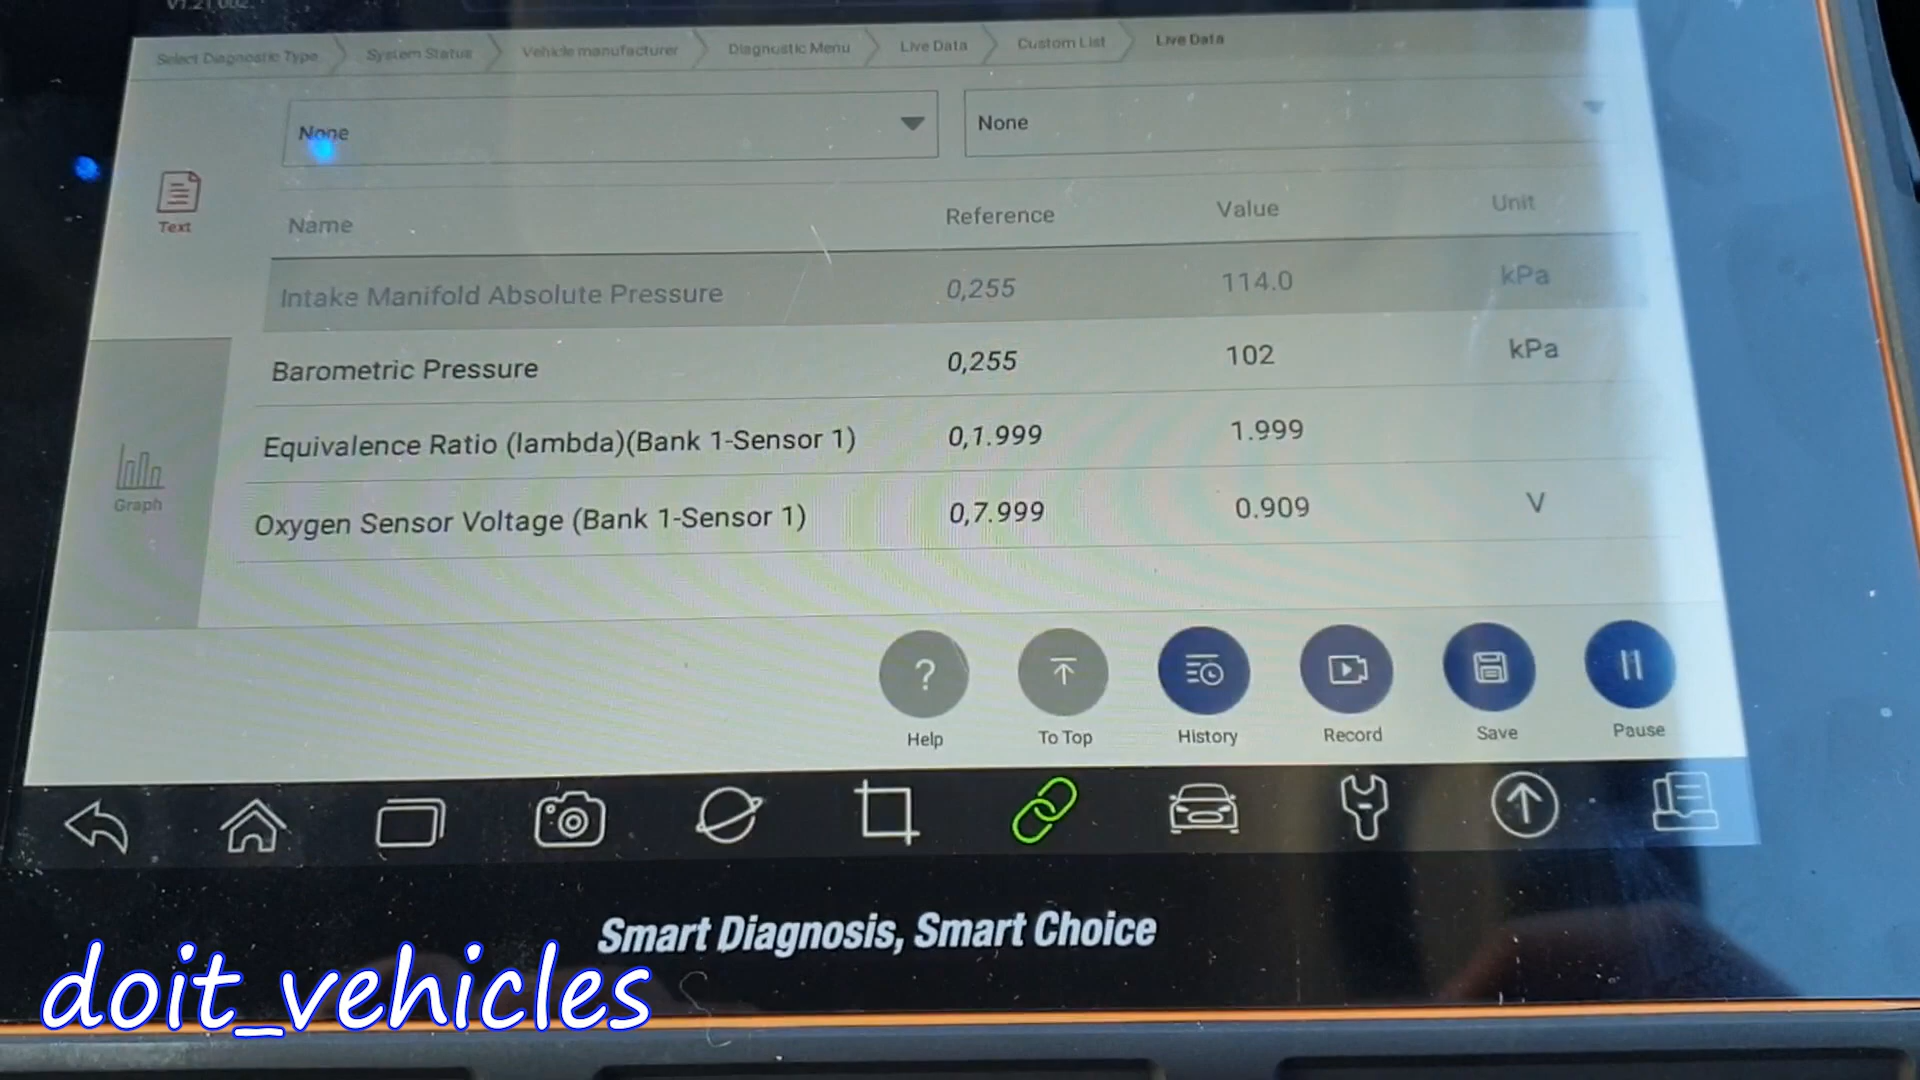 V1.21.002
Select Diagnostic Type
System Status
Vehicle manufacturer
Diagnostic Menu
Live Data
Custom List
Live Data
None
None
Text
Name Reference Value Unit
Intake Manifold Absolute Pressure 0,255 114.0 kPa
Barometric Pressure 0,255 102 kPa
Equivalence Ratio (lambda)(Bank 1-Sensor 1) 0,1.999 1.999
Graph
Oxygen Sensor Voltage (Bank 1-Sensor 1) 0,7.999 0.909 V
Help
To Top
History
Record
Save
Pause
Smart Diagnosis, Smart Choice
doit_vehicles